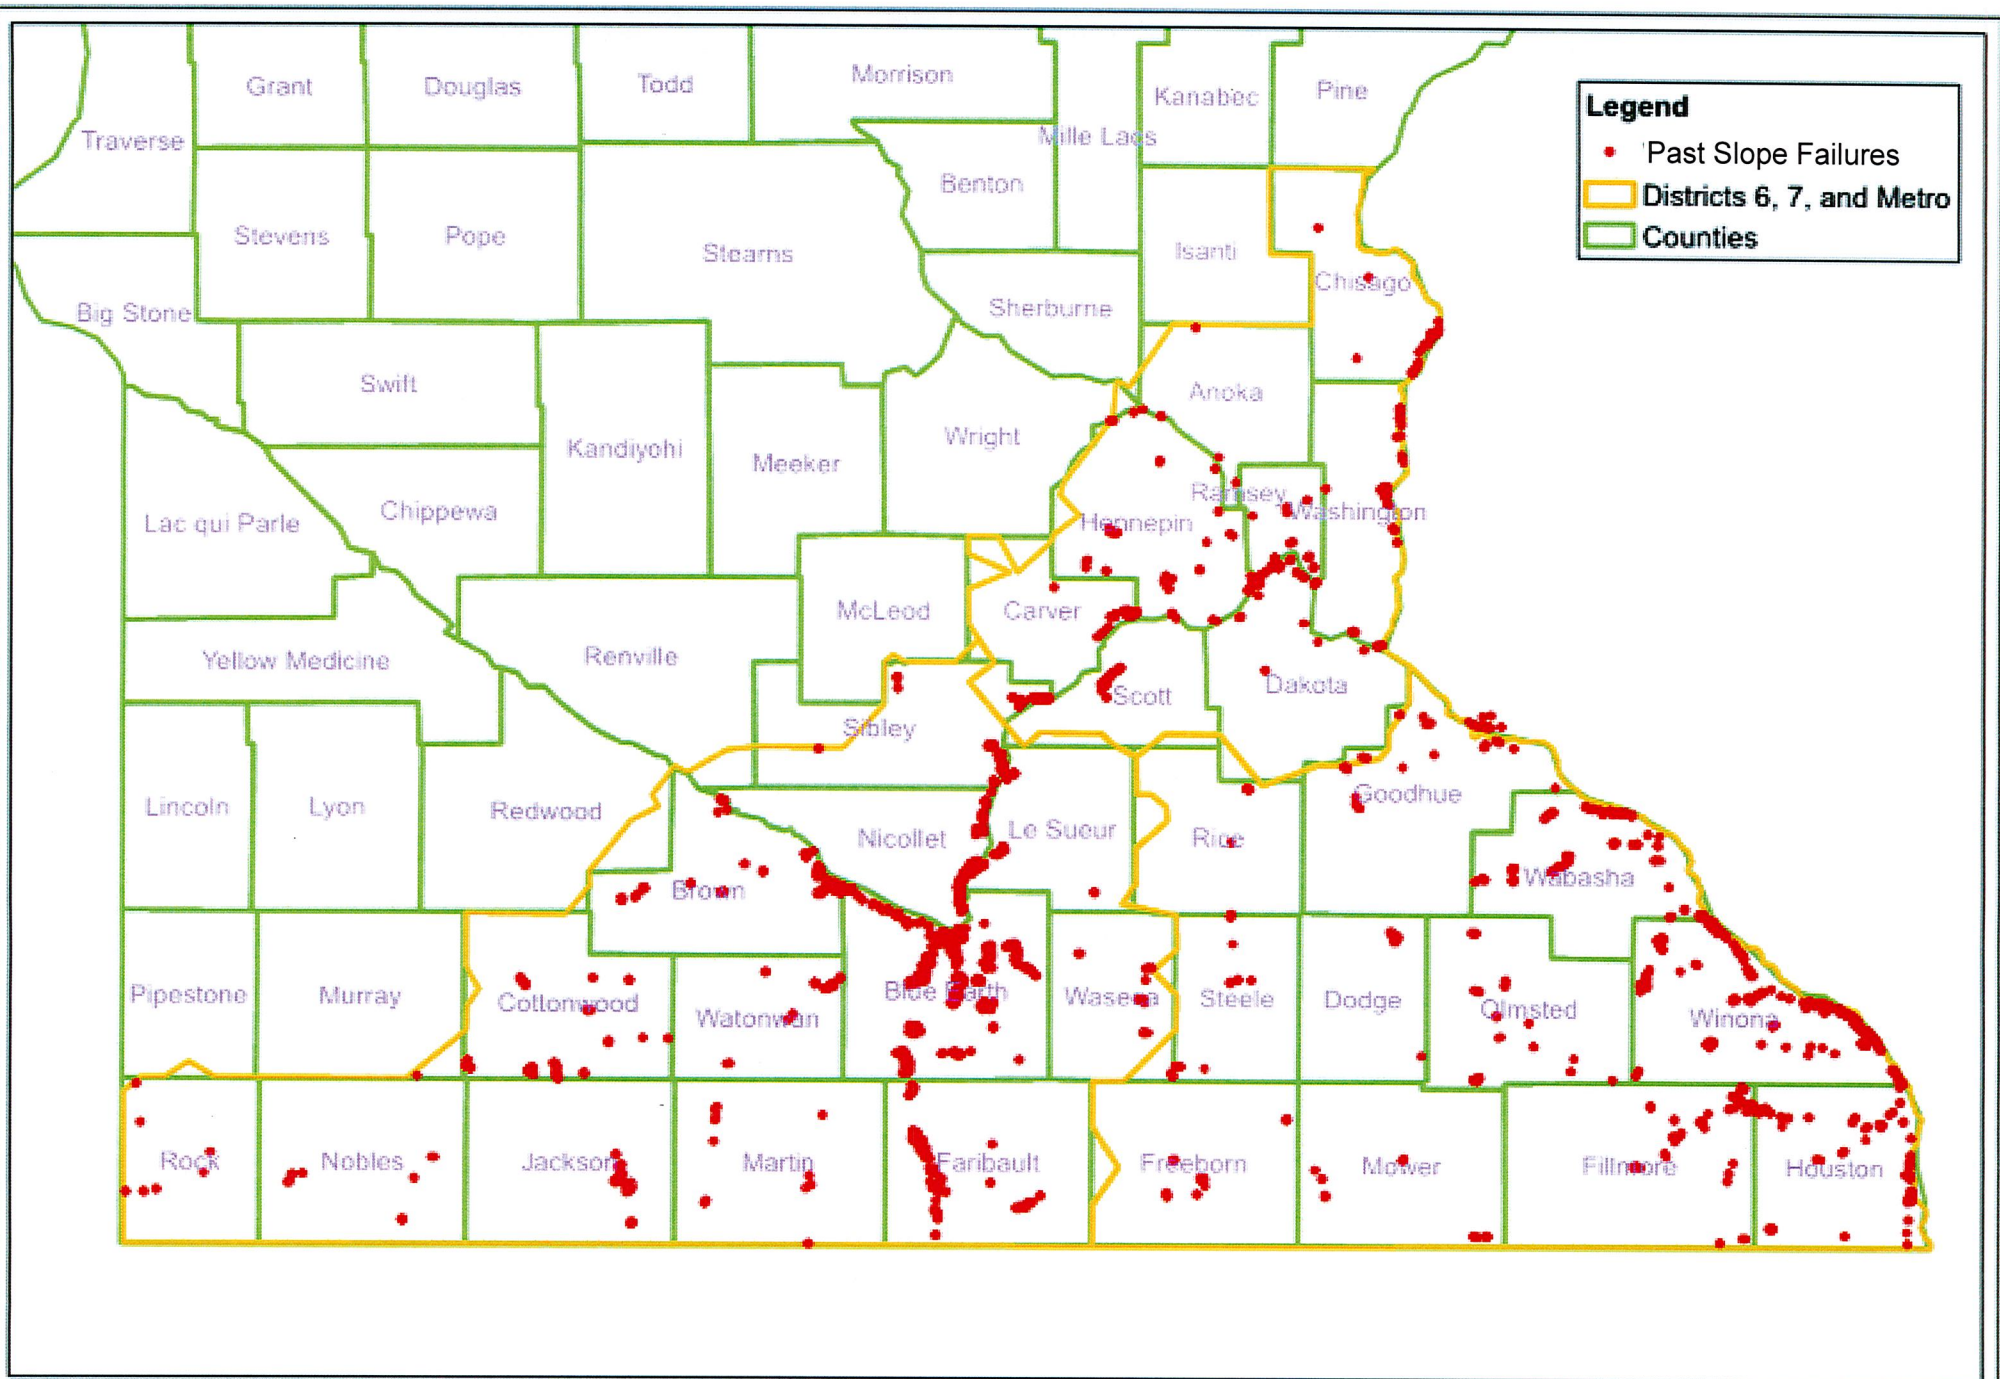 Grant
Douglas
Todd
Morrison
Kanabec
Pine
Legend
Past Slope Failures
Districts 6, 7, and Metro
Counties
Traverse
Mille Lacs
Benton
Stevens
Pope
Stearns
Isanti
Chisago
Big Stone
Sherburne
Swift
Anoka
Kandiyohi
Meeker
Wright
Lac qui Parle
Chippewa
Hennepin
Ramsey
Washington
McLeod
Carver
Yellow Medicine
Renville
Scott
Dakota
Sibley
Lincoln
Lyon
Redwood
Nicollet
Le Sueur
Rice
Goodhue
Brown
Wabasha
Pipestone
Murray
Cottonwood
Watonwan
Blue Earth
Waseca
Steele
Dodge
Olmsted
Winona
Rock
Nobles
Jackson
Martin
Faribault
Freeborn
Mower
Fillmore
Houston